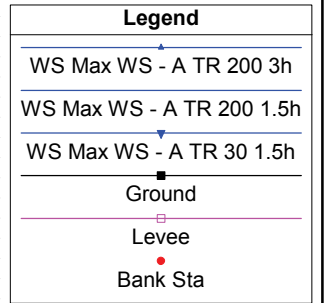 Legend
WS Max WS - A TR 200 3h
WS Max WS - A TR 200 1.5h
WS Max WS - A TR 30 1.5h
Ground
Levee
Bank Sta